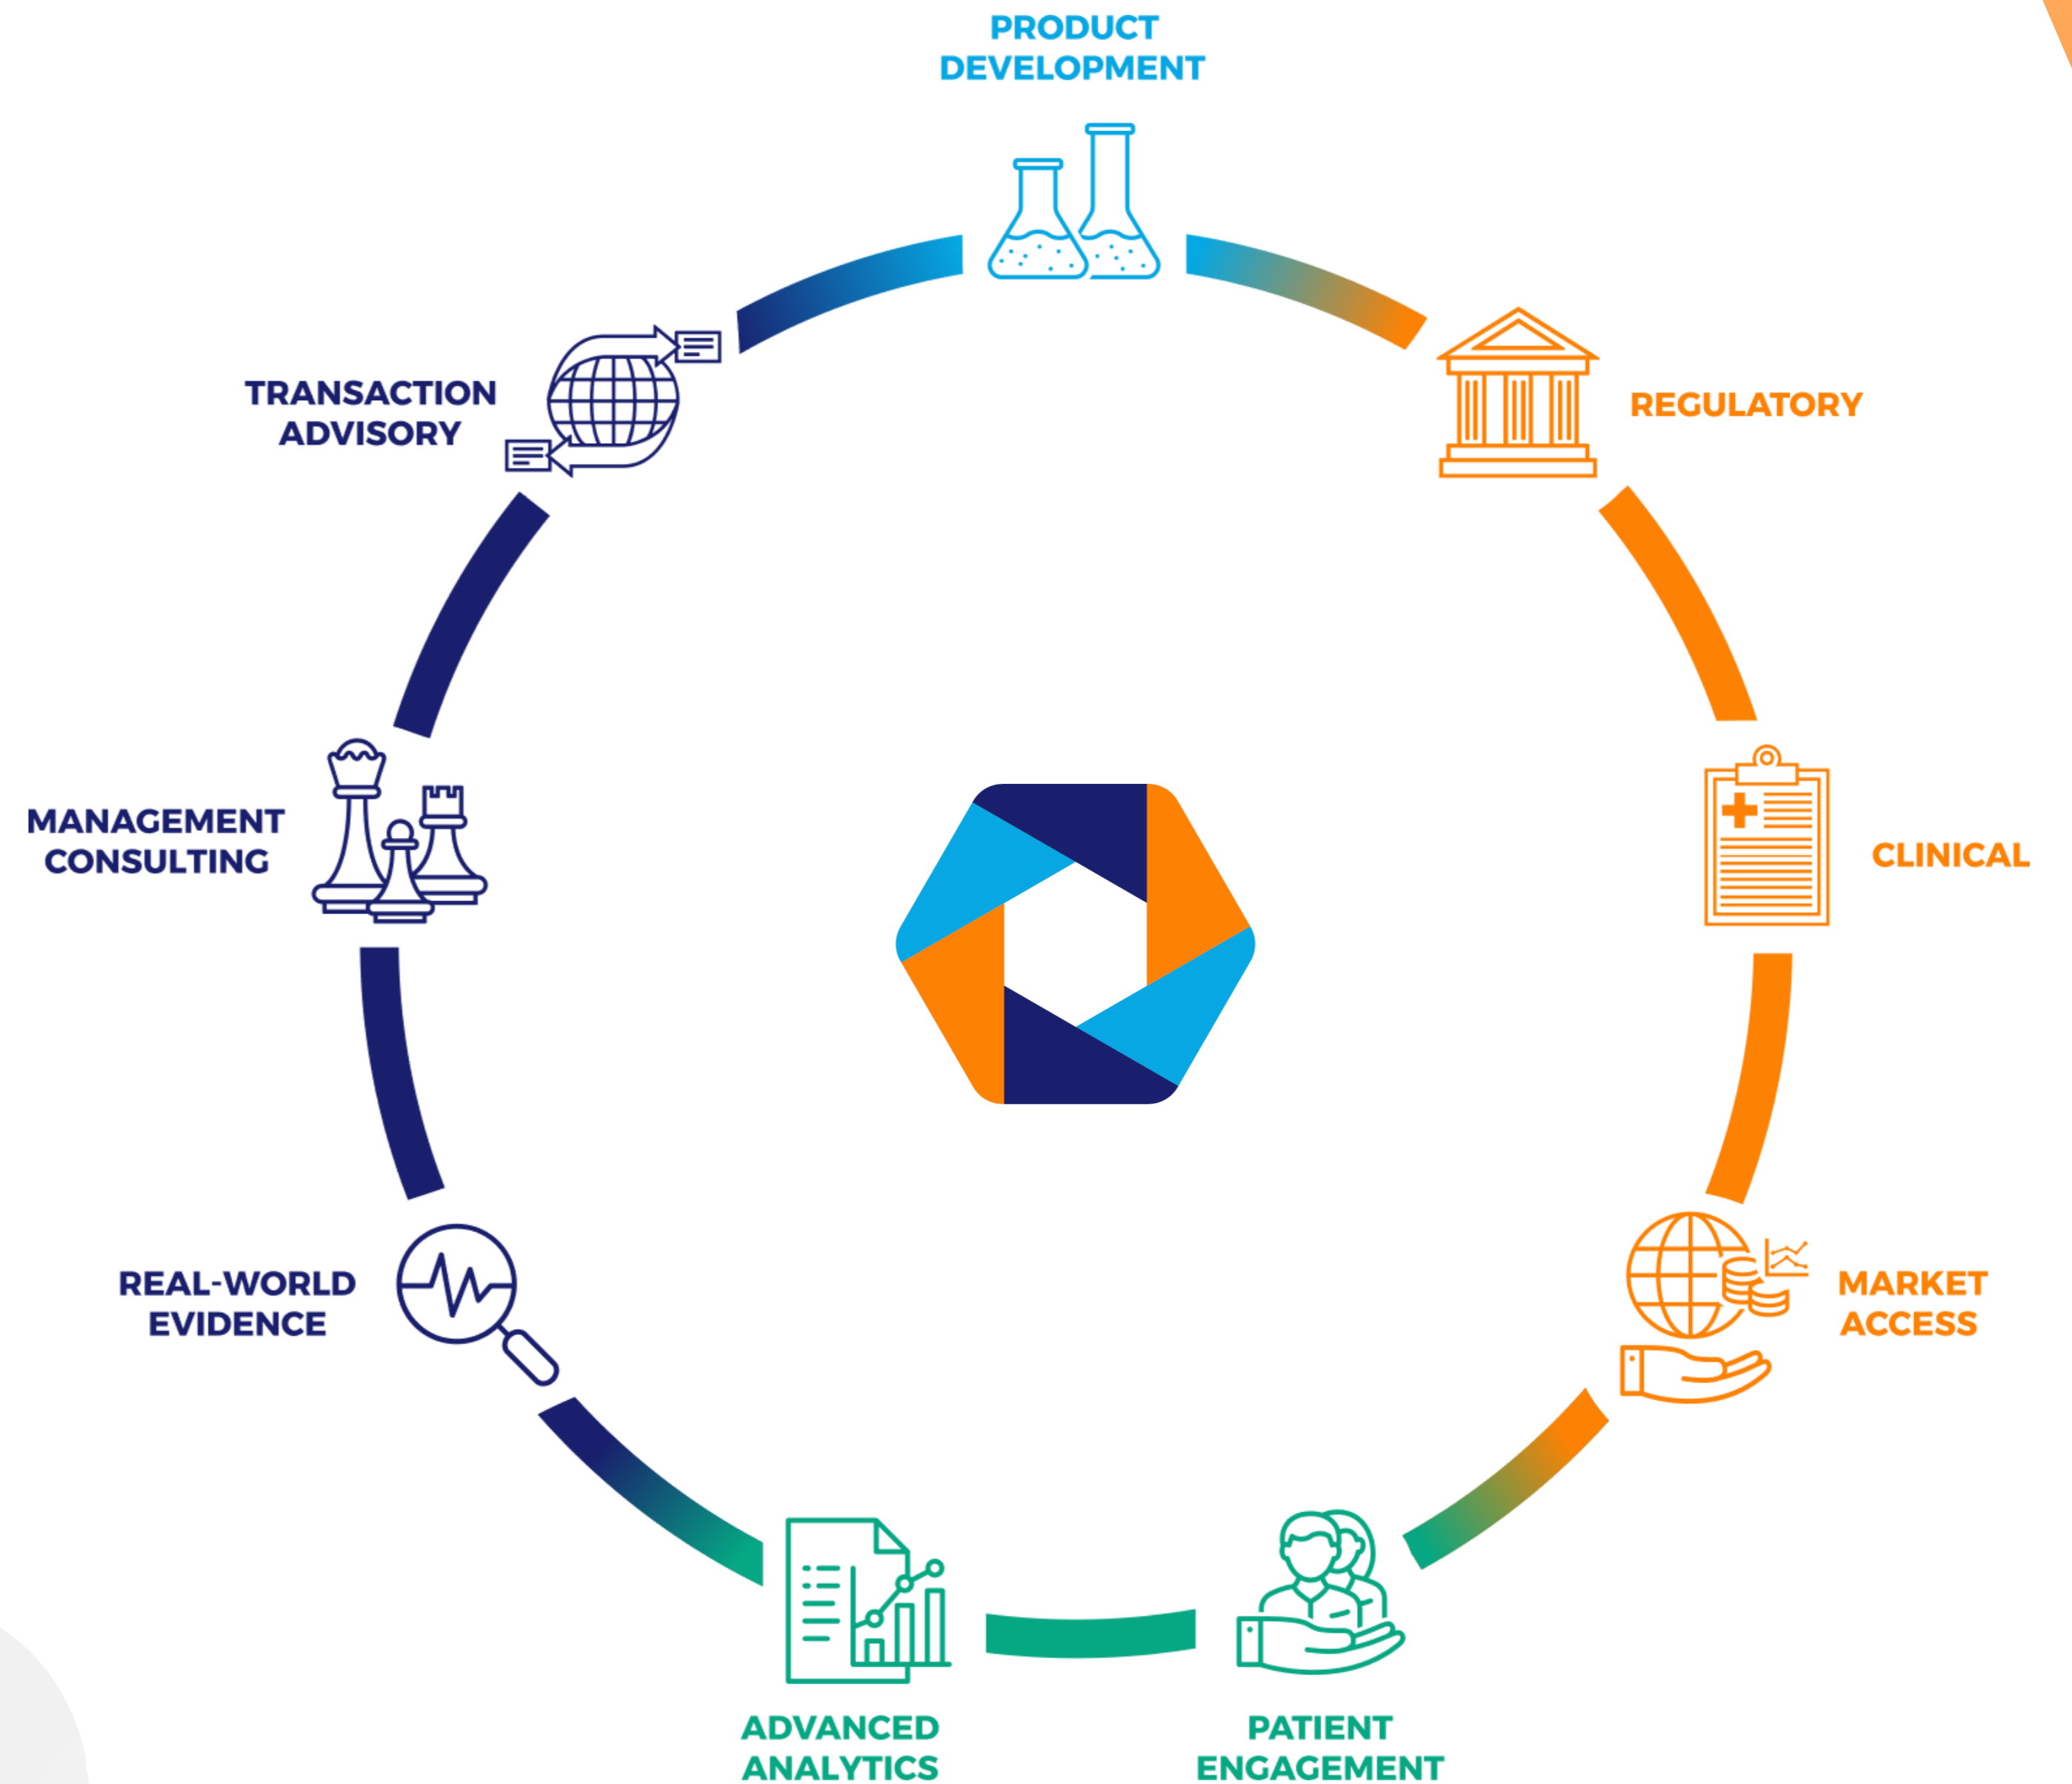 PRODUCT
DEVELOPMENT
REGULATORY
CLINICAL
MARKET
ACCESS
PATIENT
ENGAGEMENT
ADVANCED
ANALYTICS
REAL-WORLD
EVIDENCE
MANAGEMENT
CONSULTING
TRANSACTION
ADVISORY